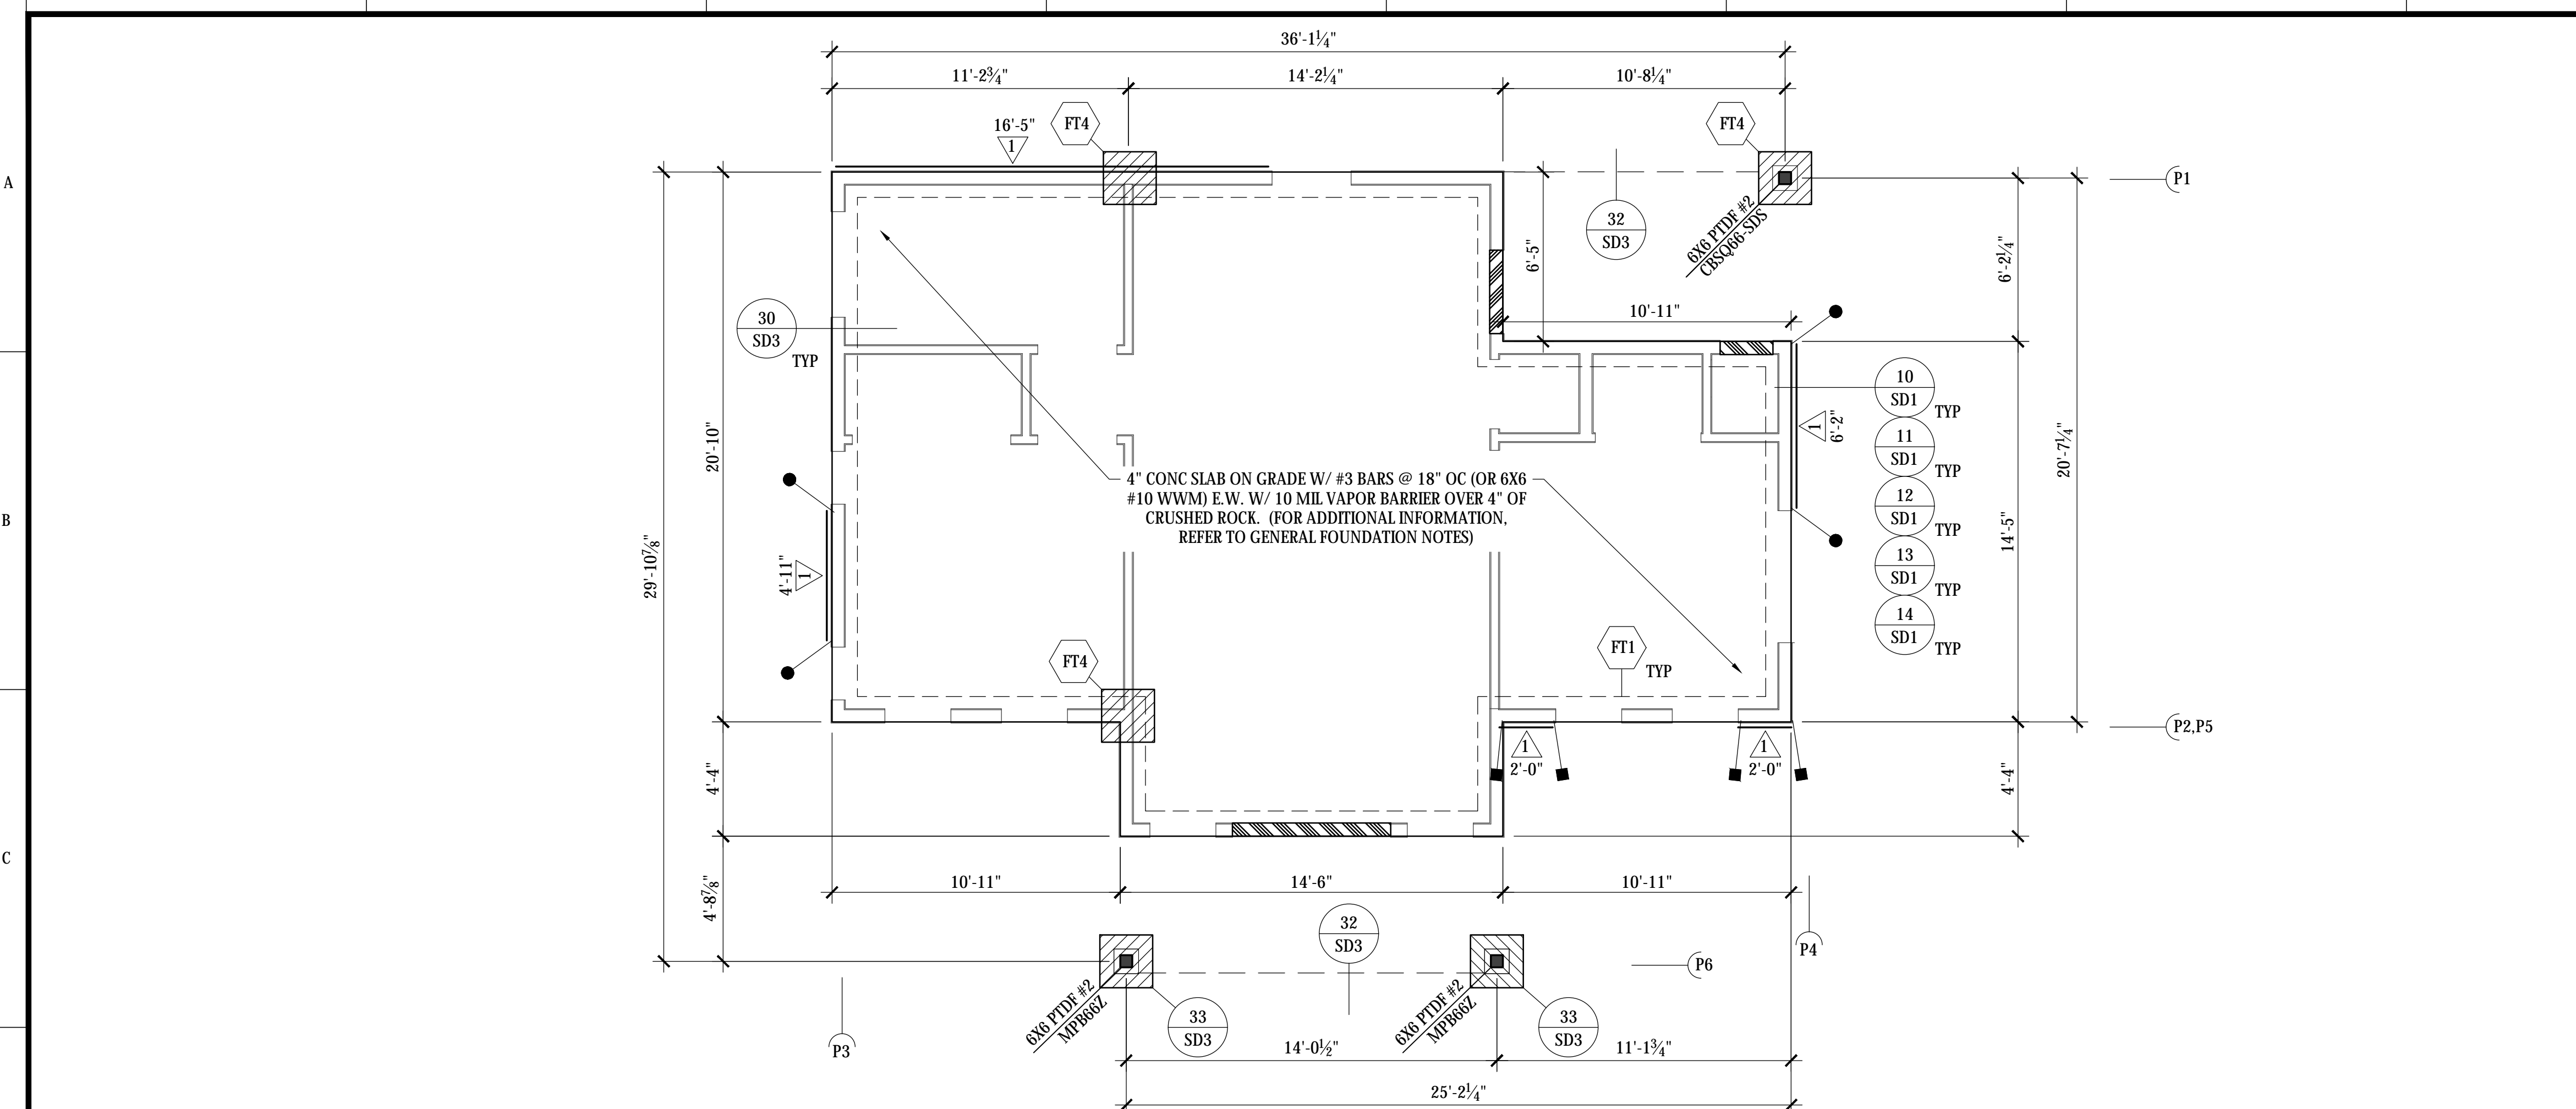 36'-1¼"
11'-2¾"
14'-2¼"
10'-8¼"
16'-5"
1
FT4
FT4
A
P1
32
SD3
6X6 PTDF #2
CBSQ66-SDS
6'-5"
6'-2¼"
10'-11"
30
SD3
TYP
10
SD1
TYP
11
SD1
TYP
12
SD1
TYP
13
SD1
TYP
14
SD1
TYP
1
6'-2"
20'-10"
20'-7¼"
4" CONC SLAB ON GRADE W/ #3 BARS @ 18" OC (OR 6X6
#10 WWM) E.W. W/ 10 MIL VAPOR BARRIER OVER 4" OF
CRUSHED ROCK. (FOR ADDITIONAL INFORMATION,
REFER TO GENERAL FOUNDATION NOTES)
B
14'-5"
29'-10⅞"
4'-11"
1
FT4
FT1
TYP
P2,P5
1
2'-0"
1
2'-0"
4'-4"
4'-4"
C
4'-8⅞"
10'-11"
14'-6"
10'-11"
32
SD3
P4
P6
6X6 PTDF #2
MPB66Z
33
SD3
6X6 PTDF #2
MPB66Z
33
SD3
P3
14'-0½"
11'-1¾"
25'-2¼"